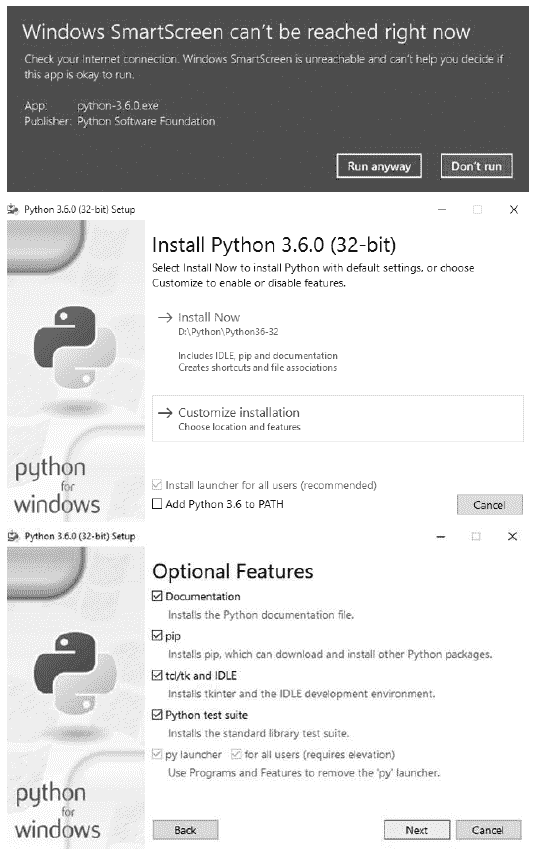 Windows SmartScreen can't be reached right now
Check your Internet connection. Windows SmartScreen is unreachable and can't help you decide if
this app is okay to run.
App: python-3.6.0.exe
Publisher: Python Software Foundation
Run anyway Don't run
Python 3.6.0 (32-bit) Setup
Install Python 3.6.0 (32-bit)
Select Install Now to install Python with default settings, or choose
Customize to enable or disable features.
Install Now
D:\Python\Python36-32
Includes IDLE, pip and documentation
Creates shortcuts and file associations
Customize installation
Choose location and features
python
for
windows
Install launcher for all users (recommended)
Add Python 3.6 to PATH
Cancel
Python 3.6.0 (32-bit) Setup
Optional Features
Documentation
Installs the Python documentation file.
pip
Installs pip, which can download and install other Python packages.
tcl/tk and IDLE
Installs tkinter and the IDLE development environment.
Python test suite
Installs the standard library test suite.
py launcher for all users (requires elevation)
Use Programs and Features to remove the 'py' launcher.
python
for
windows
Back Next Cancel